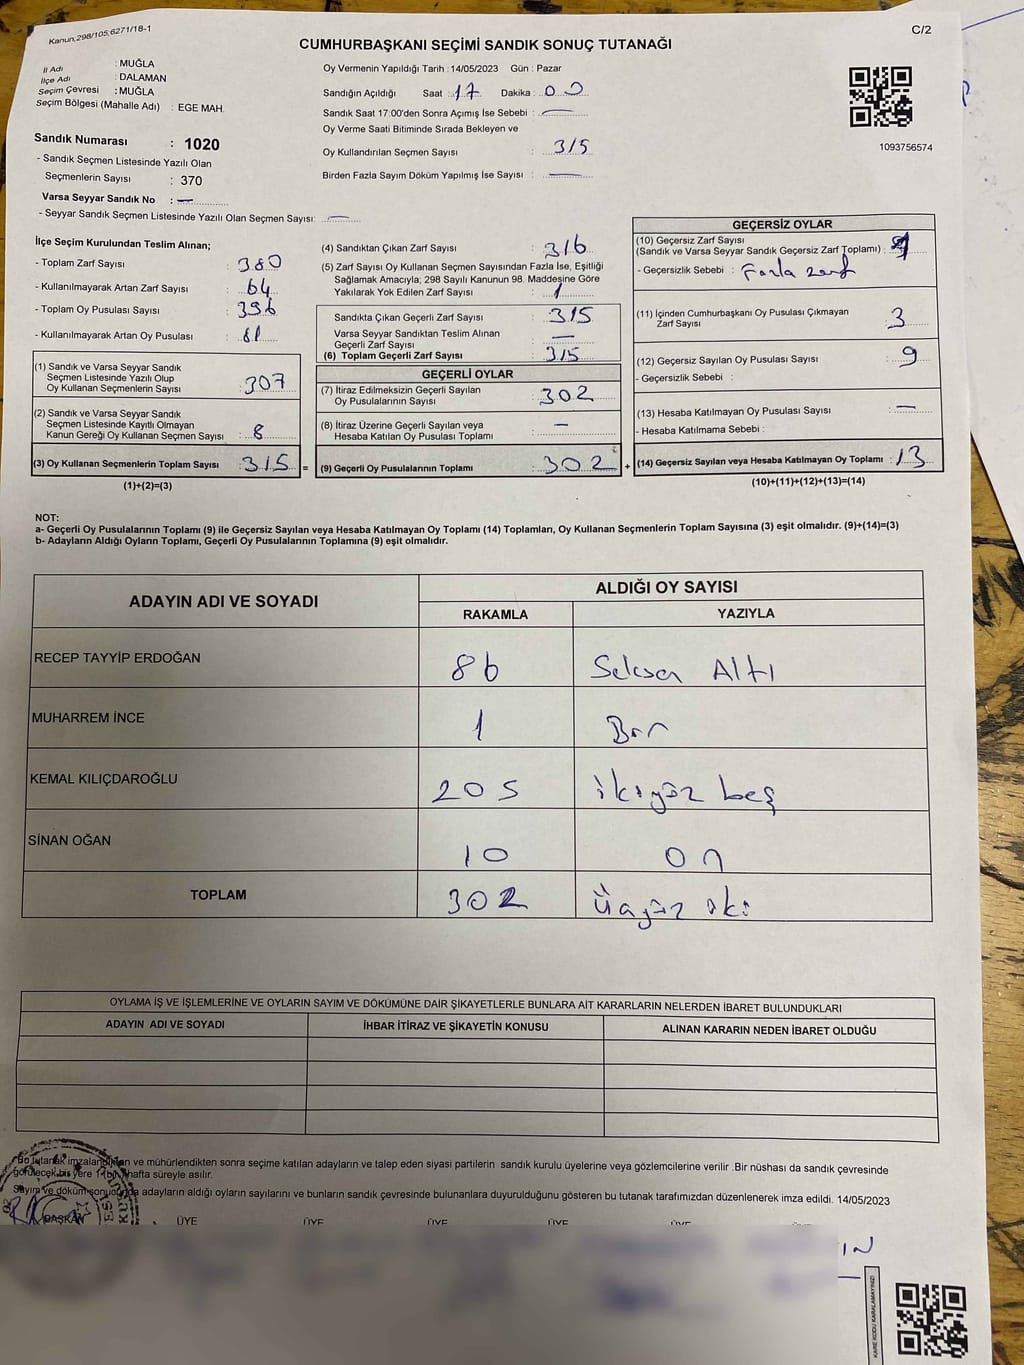 Kanun,298/105,6271/18-1
C/2
CUMHURBAŞKANI SEÇİMİ SANDIK SONUÇ TUTANAĞI
İl Adı : MUĞLA
İlçe Adı : DALAMAN
Seçim Çevresi : MUĞLA
Seçim Bölgesi (Mahalle Adı) : EGE MAH.
Oy Vermenin Yapıldığı Tarih : 14/05/2023 Gün : Pazar
Sandığın Açıldığı Saat : 17 Dakika : 00
Sandık Saat 17:00'den Sonra Açımış İse Sebebi : —
Oy Verme Saati Bitiminde Sırada Bekleyen ve
Oy Kullandırılan Seçmen Sayısı : 315
Birden Fazla Sayım Döküm Yapılmış İse Sayısı : —
1093756574
Sandık Numarası : 1020
- Sandık Seçmen Listesinde Yazılı Olan
Seçmenlerin Sayısı : 370
Varsa Seyyar Sandık No : —
- Seyyar Sandık Seçmen Listesinde Yazılı Olan Seçmen Sayısı: —
İlçe Seçim Kurulundan Teslim Alınan;
- Toplam Zarf Sayısı : 380
- Kullanılmayarak Artan Zarf Sayısı : 64
- Toplam Oy Pusulası Sayısı : 396
- Kullanılmayarak Artan Oy Pusulası : 81
(1) Sandık ve Varsa Seyyar Sandık
Seçmen Listesinde Yazılı Olup
Oy Kullanan Seçmenlerin Sayısı : 307
(2) Sandık ve Varsa Seyyar Sandık
Seçmen Listesinde Kayıtlı Olmayan
Kanun Gereği Oy Kullanan Seçmen Sayısı : 8
(3) Oy Kullanan Seçmenlerin Toplam Sayısı : 315 =
(1)+(2)=(3)
(4) Sandıktan Çıkan Zarf Sayısı : 316
(5) Zarf Sayısı Oy Kullanan Seçmen Sayısından Fazla İse, Eşitliği
Sağlamak Amacıyla; 298 Sayılı Kanunun 98. Maddesine Göre
Yakılarak Yok Edilen Zarf Sayısı : 1
Sandıkta Çıkan Geçerli Zarf Sayısı : 315
Varsa Seyyar Sandıktan Teslim Alınan
Geçerli Zarf Sayısı : —
(6) Toplam Geçerli Zarf Sayısı : 315
GEÇERLİ OYLAR
(7) İtiraz Edilmeksizin Geçerli Sayılan
Oy Pusulalarının Sayısı : 302
(8) İtiraz Üzerine Geçerli Sayılan veya
Hesaba Katılan Oy Pusulası Toplamı : —
(9) Geçerli Oy Pusulalarının Toplamı : 302 +
GEÇERSİZ OYLAR
(10) Geçersiz Zarf Sayısı
(Sandık ve Varsa Seyyar Sandık Geçersiz Zarf Toplamı) : 1
- Geçersizlik Sebebi : Fazla zarf
(11) İçinden Cumhurbaşkanı Oy Pusulası Çıkmayan
Zarf Sayısı : 3
(12) Geçersiz Sayılan Oy Pusulası Sayısı : 9
- Geçersizlik Sebebi :
(13) Hesaba Katılmayan Oy Pusulası Sayısı : —
- Hesaba Katılmama Sebebi :
(14) Geçersiz Sayılan veya Hesaba Katılmayan Oy Toplamı : 13
(10)+(11)+(12)+(13)=(14)
NOT:
a- Geçerli Oy Pusulalarının Toplamı (9) ile Geçersiz Sayılan veya Hesaba Katılmayan Oy Toplamı (14) Toplamları, Oy Kullanan Seçmenlerin Toplam Sayısına (3) eşit olmalıdır. (9)+(14)=(3)
b- Adayların Aldığı Oyların Toplamı, Geçerli Oy Pusulalarının Toplamına (9) eşit olmalıdır.
ADAYIN ADI VE SOYADI
ALDIĞI OY SAYISI
RAKAMLA YAZIYLA
RECEP TAYYİP ERDOĞAN 86 Seksen Altı
MUHARREM İNCE 1 Bir
KEMAL KILIÇDAROĞLU 205 ikiyüz beş
SİNAN OĞAN 10 On
TOPLAM 302 Üçyüz iki
OYLAMA İŞ VE İŞLEMLERİNE VE OYLARIN SAYIM VE DÖKÜMÜNE DAİR ŞİKAYETLERLE BUNLARA AİT KARARLARIN NELERDEN İBARET BULUNDUKLARI
ADAYIN ADI VE SOYADI İHBAR İTİRAZ VE ŞİKAYETİN KONUSU ALINAN KARARIN NEDEN İBARET OLDUĞU
Bu tutanak imzalandıktan ve mühürlendikten sonra seçime katılan adayların ve talep eden siyasi partilerin sandık kurulu üyelerine veya gözlemcilerine verilir .Bir nüshası da sandık çevresinde
görülecek bir yere 1 bir hafta süreyle asılır.
Sayım ve döküm sonucunda adayların aldığı oyların sayılarını ve bunların sandık çevresinde bulunanlara duyurulduğunu gösteren bu tutanak tarafımızdan düzenlenerek imza edildi. 14/05/2023
BAŞKAN ÜYE ÜYE ÜYE ÜYE ÜYE
KARE KODU KARALAMAYINIZ!